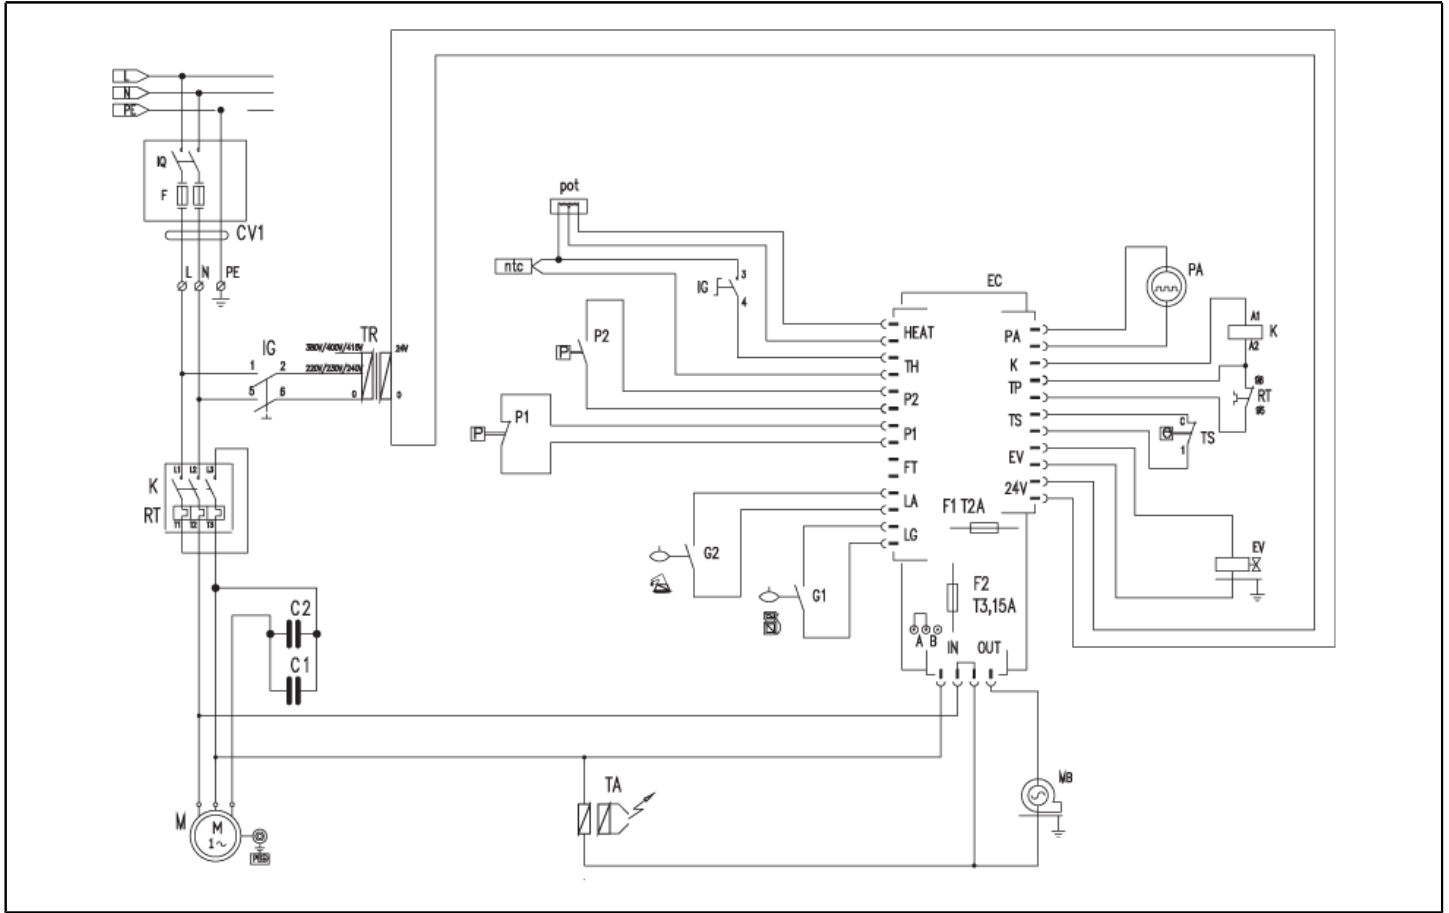 L
N
PE
IQ
F
CV1
L N PE
pot
ntc
IG
3
4
EC
PA
P2
P
HEAT
TH
P2
P1
FT
LA
LG
PA
K
TP
TS
EV
24V
A1
K
A2
RT
95
C
TS
1
IG
1 2
5 6
380V/400V/415V
220V/230V/240V
0
TR
24V
0
P1
P
K
L1 L2 L3
RT
T1 T2 T3
G2
G1
F1 T2A
F2
T3,15A
A B
IN OUT
EV
C2
C1
TA
MB
M
M
1~